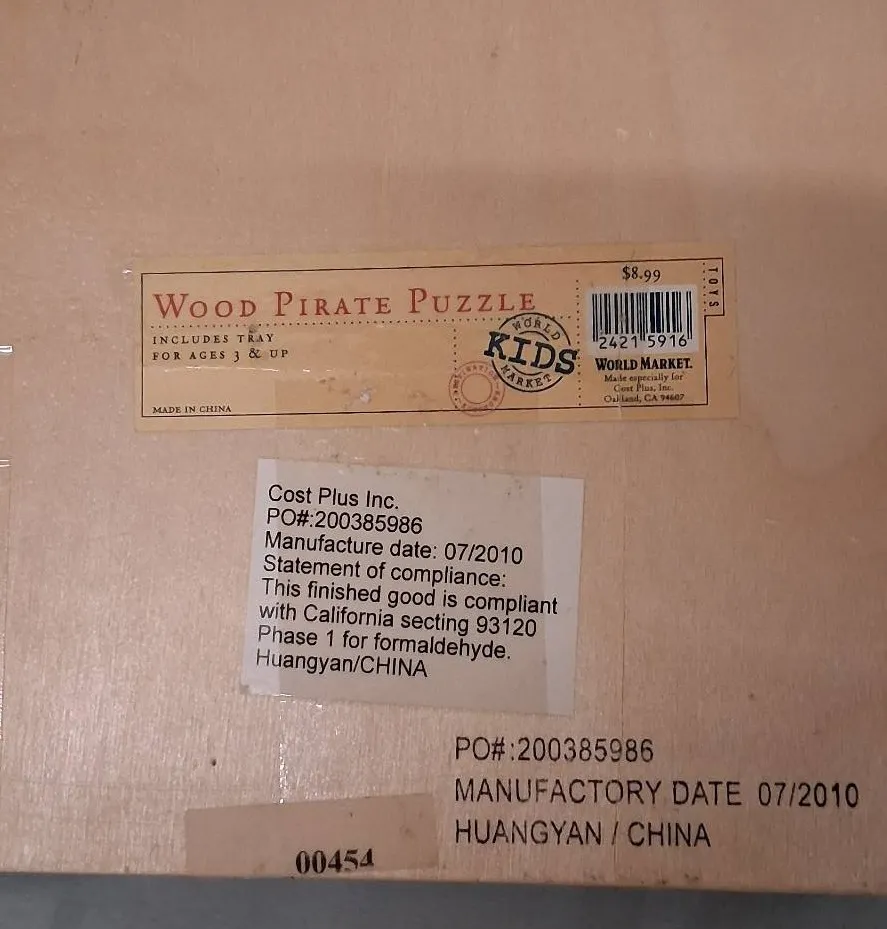 WOOD PIRATE PUZZLE
INCLUDES TRAY
FOR AGES 3 & UP
MADE IN CHINA
WORLD
KIDS
MARKET
$8.99
TOYS
2421 5916
WORLD MARKET.
Made especially for
Cost Plus, Inc.
Oakland, CA 94607
Cost Plus Inc.
PO#:200385986
Manufacture date: 07/2010
Statement of compliance:
This finished good is compliant
with California secting 93120
Phase 1 for formaldehyde.
Huangyan/CHINA
PO#:200385986
MANUFACTORY DATE 07/2010
HUANGYAN / CHINA
00454